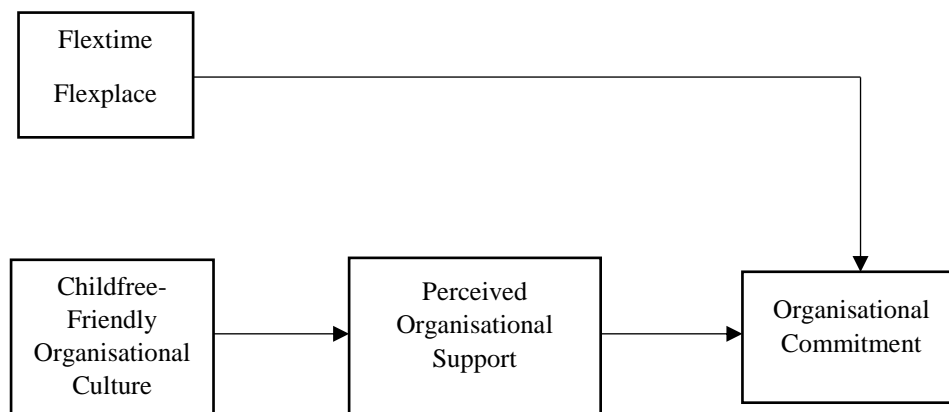 Flextime
Flexplace
Childfree-
Friendly
Organisational
Culture
Perceived
Organisational
Support
Organisational
Commitment